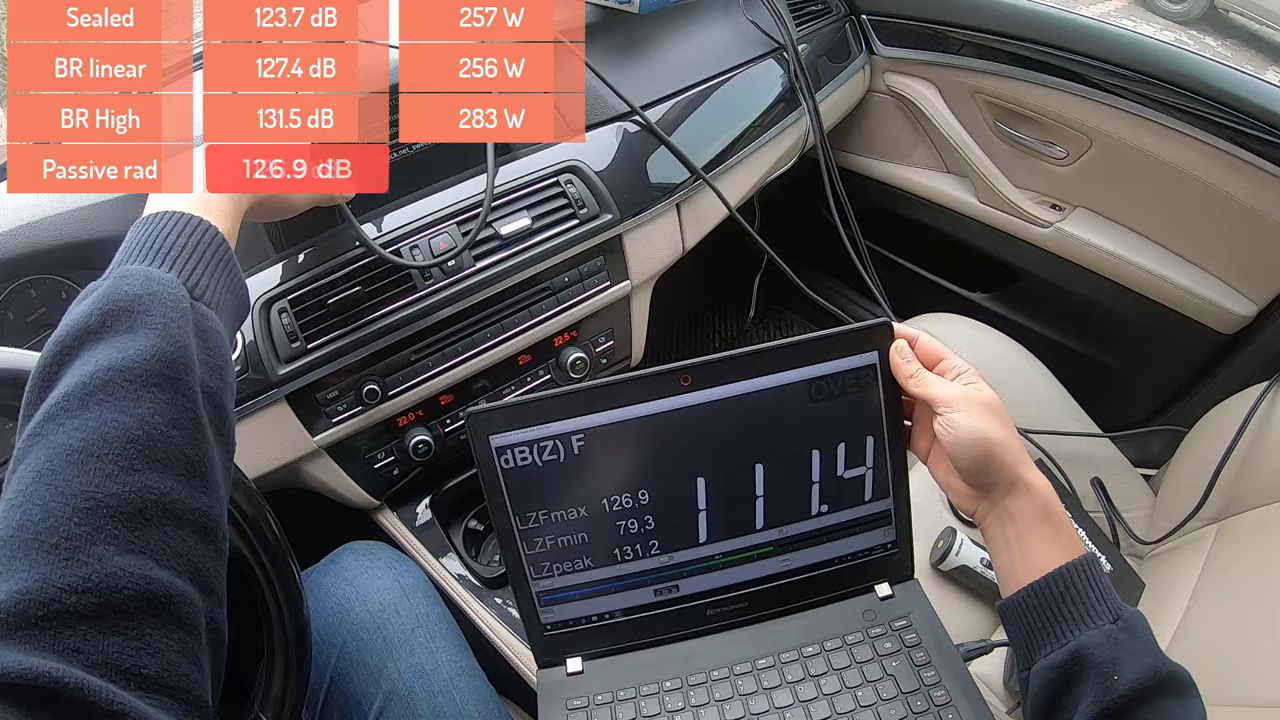 Sealed 123.7 dB 257 W
BR linear 127.4 dB 256 W
BR High 131.5 dB 283 W
Passive rad 126.9 dB
22.5 °C
22.0 °C
OVER
dB(Z) F
111.4
LZFmax 126,9
LZFmin 79,3
LZpeak 131,2
lenovo